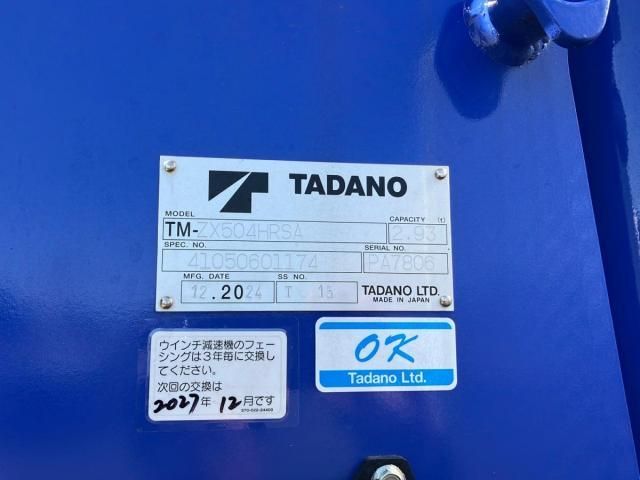 TADANO
MODEL CAPACITY (t)
TM-ZX504HRSA 2.93
SPEC. NO. SERIAL NO.
41050601174 PA7806
MFG. DATE SS NO.
12.2024 T 15 TADANO LTD.
MADE IN JAPAN
ウインチ減速機のフェー
シングは3年毎に交換し
てください。
次回の交換は
2027年 12月です
OK
Tadano Ltd.